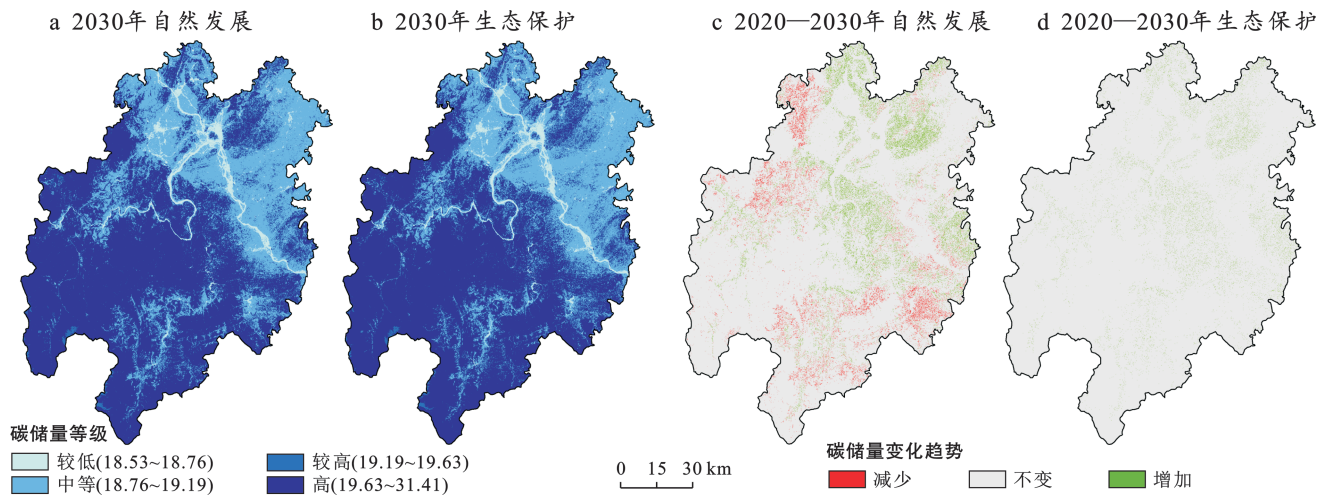 a 2030年自然发展
b 2030年生态保护
c 2020—2030年自然发展
d 2020—2030年生态保护
碳储量等级
较低(18.53~18.76)
较高(19.19~19.63)
中等(18.76~19.19)
高(19.63~31.41)
0 15 30 km
碳储量变化趋势
减少
不变
增加